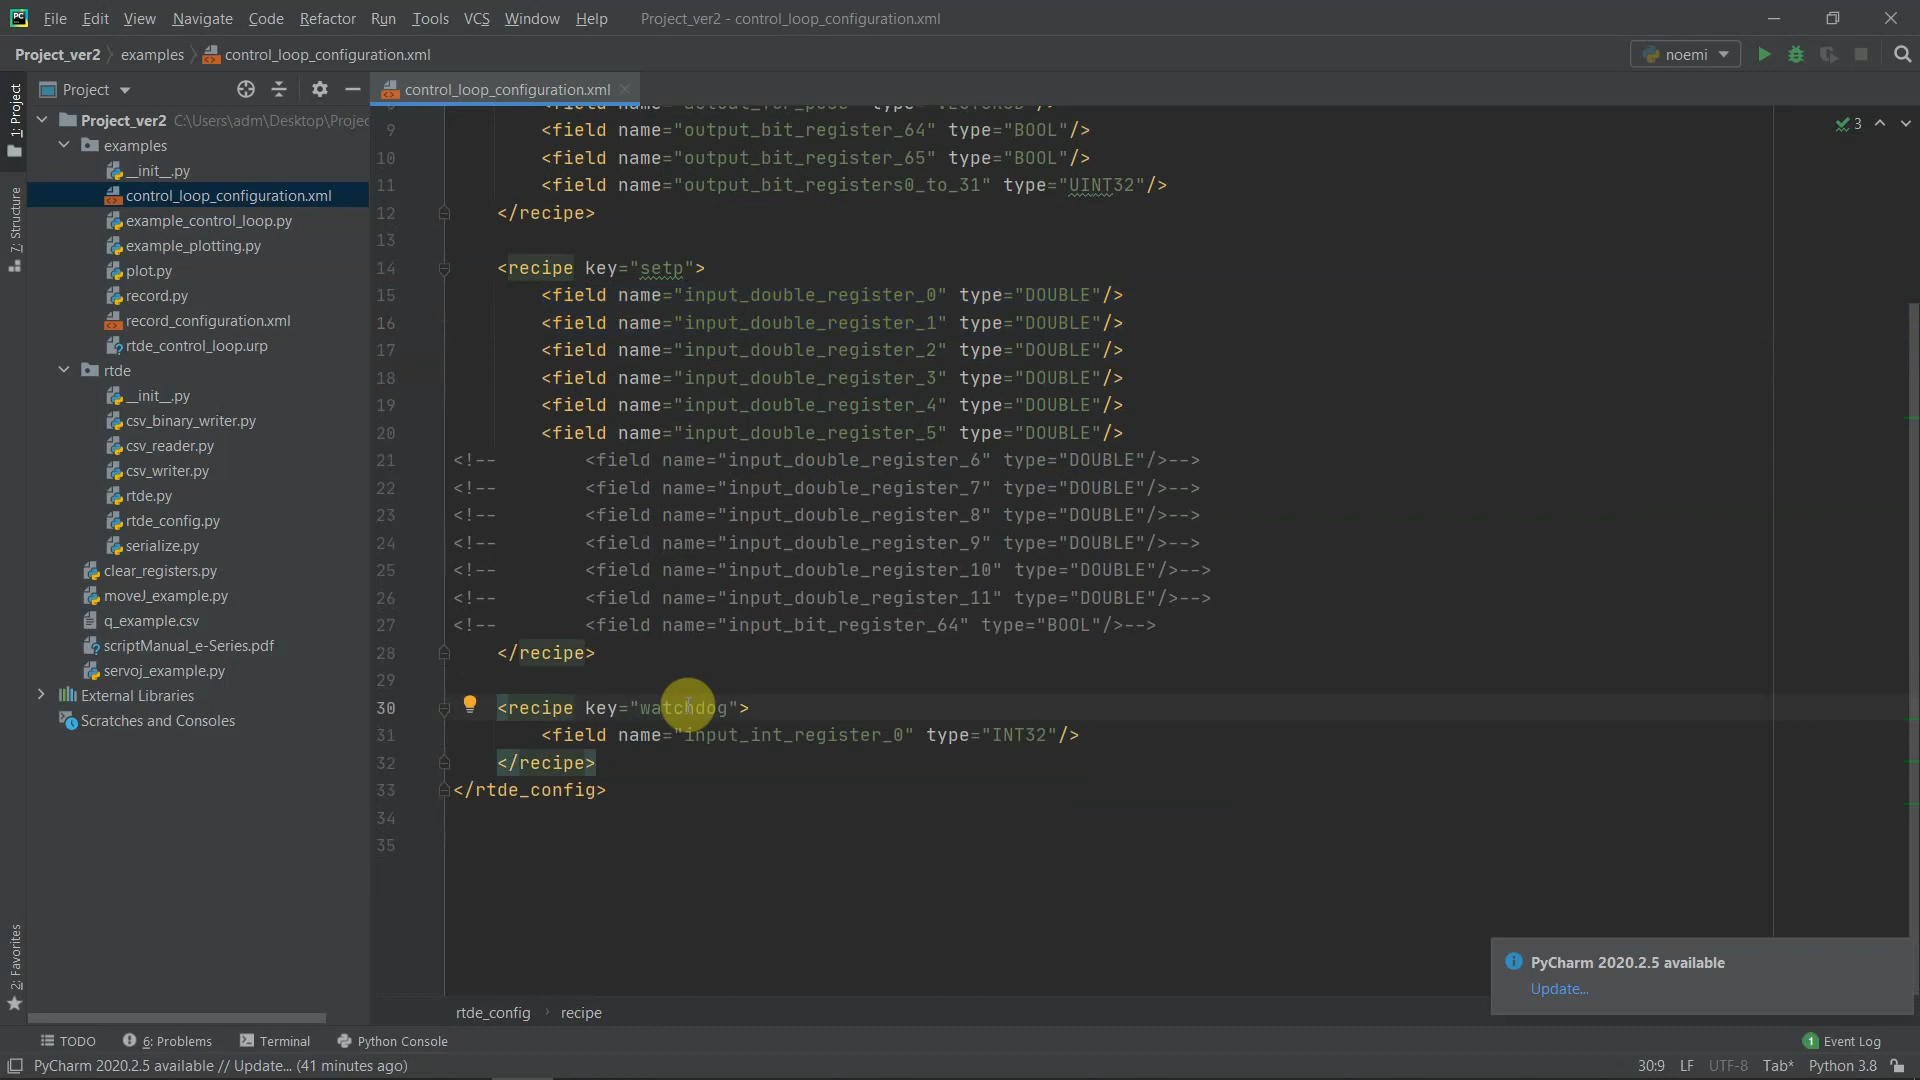 File Edit View Navigate Code Refactor Run Tools VCS Window Help Project_ver2 - control_loop_configuration.xml
Project_ver2 examples control_loop_configuration.xml noemi
1: Project
7: Structure
2: Favorites
Project
Project_ver2 C:\Users\adm\Desktop\Projec
examples
__init__.py
control_loop_configuration.xml
example_control_loop.py
example_plotting.py
plot.py
record.py
record_configuration.xml
rtde_control_loop.urp
rtde
__init__.py
csv_binary_writer.py
csv_reader.py
csv_writer.py
rtde.py
rtde_config.py
serialize.py
clear_registers.py
moveJ_example.py
q_example.csv
scriptManual_e-Series.pdf
servoj_example.py
External Libraries
Scratches and Consoles
control_loop_configuration.xml
3
9 <field name="output_bit_register_64" type="BOOL"/>
10 <field name="output_bit_register_65" type="BOOL"/>
11 <field name="output_bit_registers0_to_31" type="UINT32"/>
12 </recipe>
13
14 <recipe key="setp">
15 <field name="input_double_register_0" type="DOUBLE"/>
16 <field name="input_double_register_1" type="DOUBLE"/>
17 <field name="input_double_register_2" type="DOUBLE"/>
18 <field name="input_double_register_3" type="DOUBLE"/>
19 <field name="input_double_register_4" type="DOUBLE"/>
20 <field name="input_double_register_5" type="DOUBLE"/>
21 <!-- <field name="input_double_register_6" type="DOUBLE"/>-->
22 <!-- <field name="input_double_register_7" type="DOUBLE"/>-->
23 <!-- <field name="input_double_register_8" type="DOUBLE"/>-->
24 <!-- <field name="input_double_register_9" type="DOUBLE"/>-->
25 <!-- <field name="input_double_register_10" type="DOUBLE"/>-->
26 <!-- <field name="input_double_register_11" type="DOUBLE"/>-->
27 <!-- <field name="input_bit_register_64" type="BOOL"/>-->
28 </recipe>
29
30 <recipe key="watchdog">
31 <field name="input_int_register_0" type="INT32"/>
32 </recipe>
33 </rtde_config>
34
35
PyCharm 2020.2.5 available
Update...
rtde_config recipe
TODO 6: Problems Terminal Python Console 1 Event Log
PyCharm 2020.2.5 available // Update... (41 minutes ago) 30:9 LF UTF-8 Tab* Python 3.8